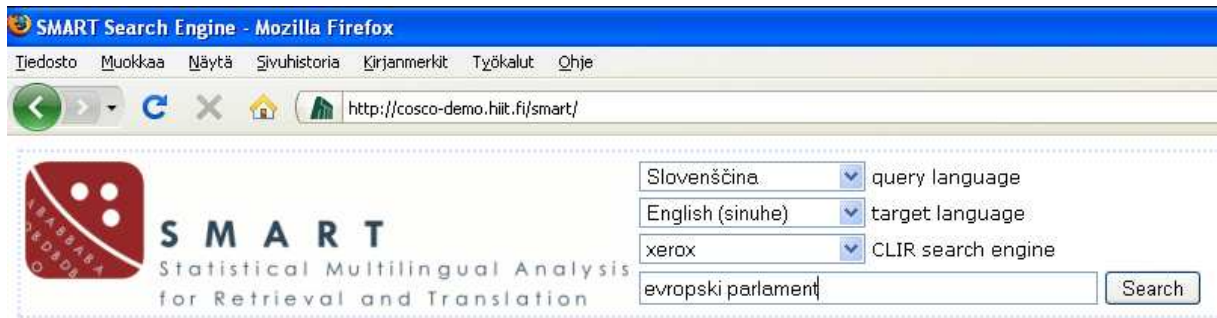 SMART Search Engine - Mozilla Firefox
Tiedosto Muokkaa Näytä Sivuhistoria Kirjanmerkit Työkalut Ohje
http://cosco-demo.hiit.fi/smart/
Slovenščina query language
English (sinuhe) target language
xerox CLIR search engine
evropski parlament Search
SMART
Statistical Multilingual Analysis
for Retrieval and Translation